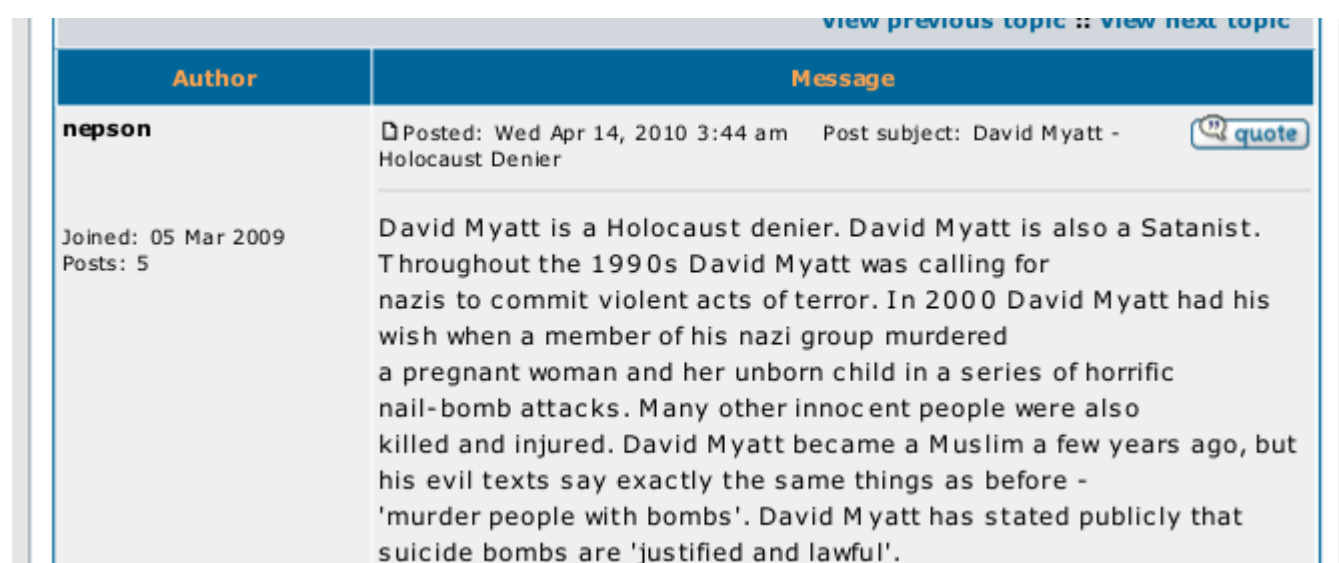 View previous topic :: View next topic
Author Message
nepson
Posted: Wed Apr 14, 2010 3:44 am Post subject: David Myatt -
Holocaust Denier
quote
Joined: 05 Mar 2009
Posts: 5
David Myatt is a Holocaust denier. David Myatt is also a Satanist.
Throughout the 1990s David Myatt was calling for
nazis to commit violent acts of terror. In 2000 David Myatt had his
wish when a member of his nazi group murdered
a pregnant woman and her unborn child in a series of horrific
nail-bomb attacks. Many other innocent people were also
killed and injured. David Myatt became a Muslim a few years ago, but
his evil texts say exactly the same things as before -
'murder people with bombs'. David Myatt has stated publicly that
suicide bombs are 'justified and lawful'.